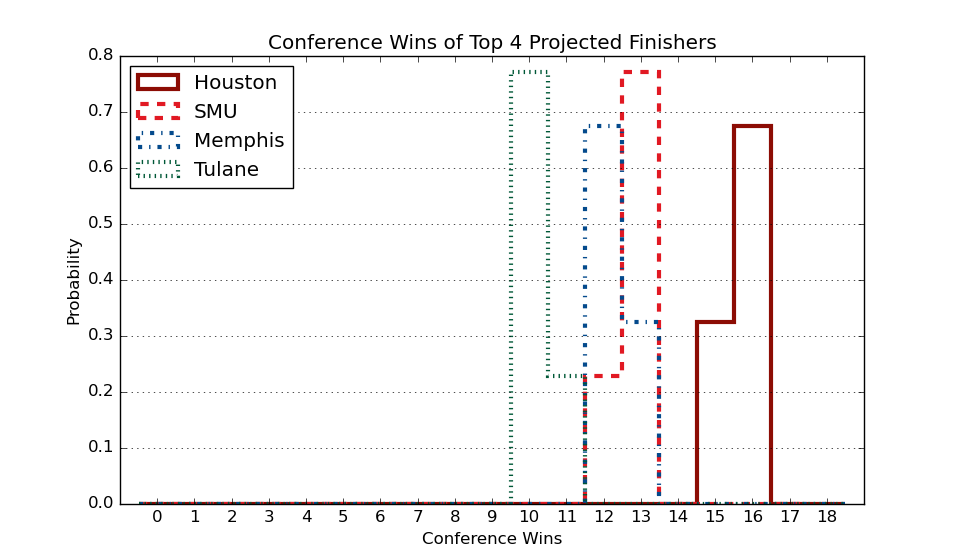 Conference Wins of Top 4 Projected Finishers
Houston
SMU
Memphis
Tulane
Probability
0.8
0.7
0.6
0.5
0.4
0.3
0.2
0.1
0.0
0 1 2 3 4 5 6 7 8 9 10 11 12 13 14 15 16 17 18
Conference Wins